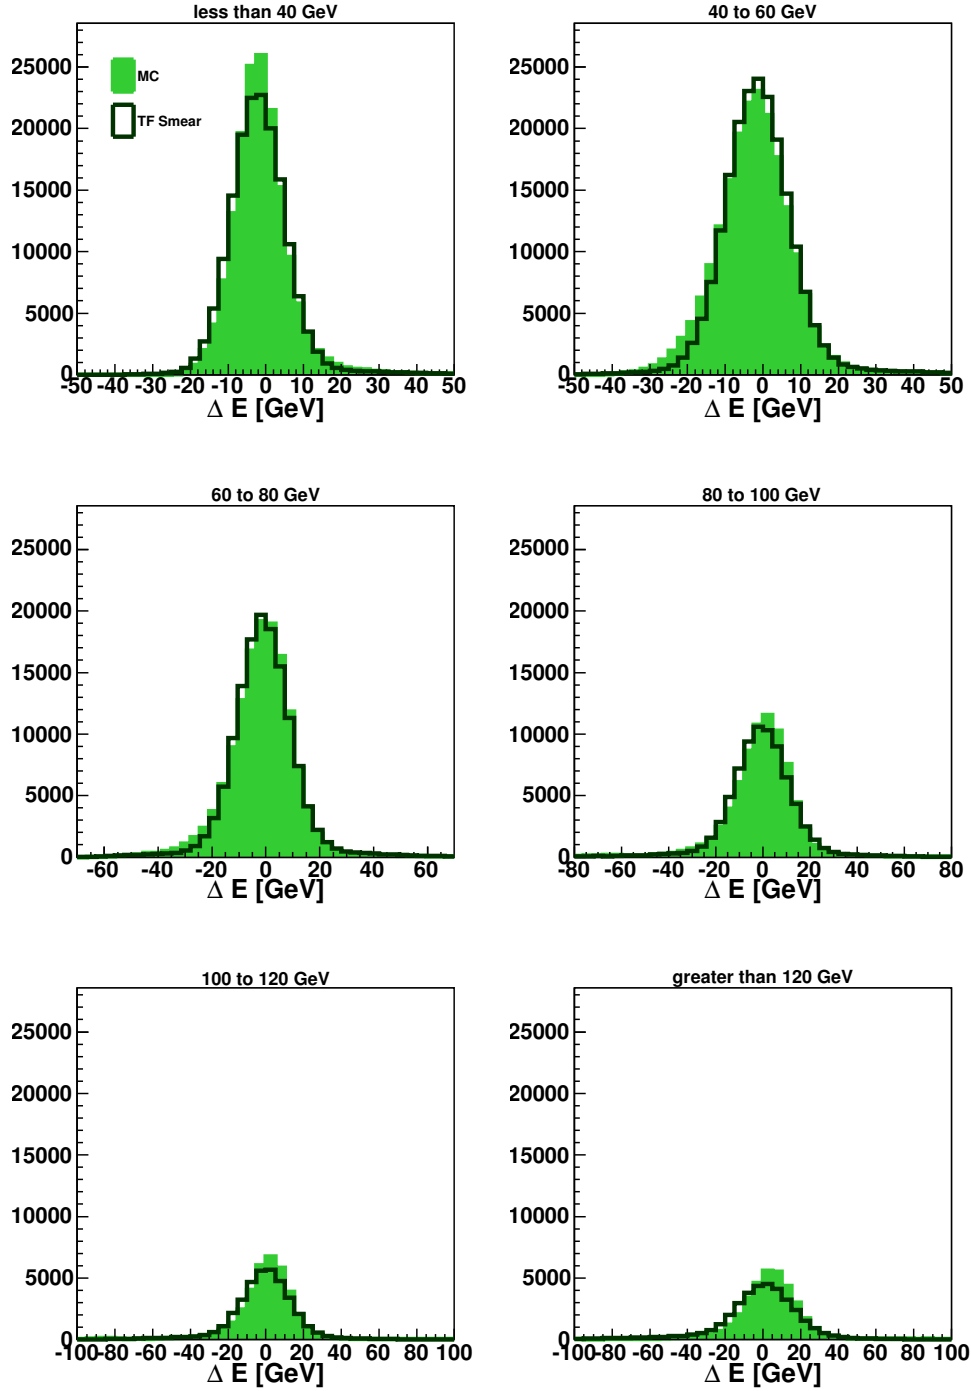 less than 40 GeV
25000
20000
15000
10000
5000
0
MC
TF Smear
-50 -40 -30 -20 -10 0 10 20 30 40 50
Δ E [GeV]
40 to 60 GeV
25000
20000
15000
10000
5000
0
-50 -40 -30 -20 -10 0 10 20 30 40 50
Δ E [GeV]
60 to 80 GeV
25000
20000
15000
10000
5000
0
-60 -40 -20 0 20 40 60
Δ E [GeV]
80 to 100 GeV
25000
20000
15000
10000
5000
0
-80 -60 -40 -20 0 20 40 60 80
Δ E [GeV]
100 to 120 GeV
25000
20000
15000
10000
5000
0
-100 -80 -60 -40 -20 0 20 40 60 80 100
Δ E [GeV]
greater than 120 GeV
25000
20000
15000
10000
5000
0
-100 -80 -60 -40 -20 0 20 40 60 80 100
Δ E [GeV]